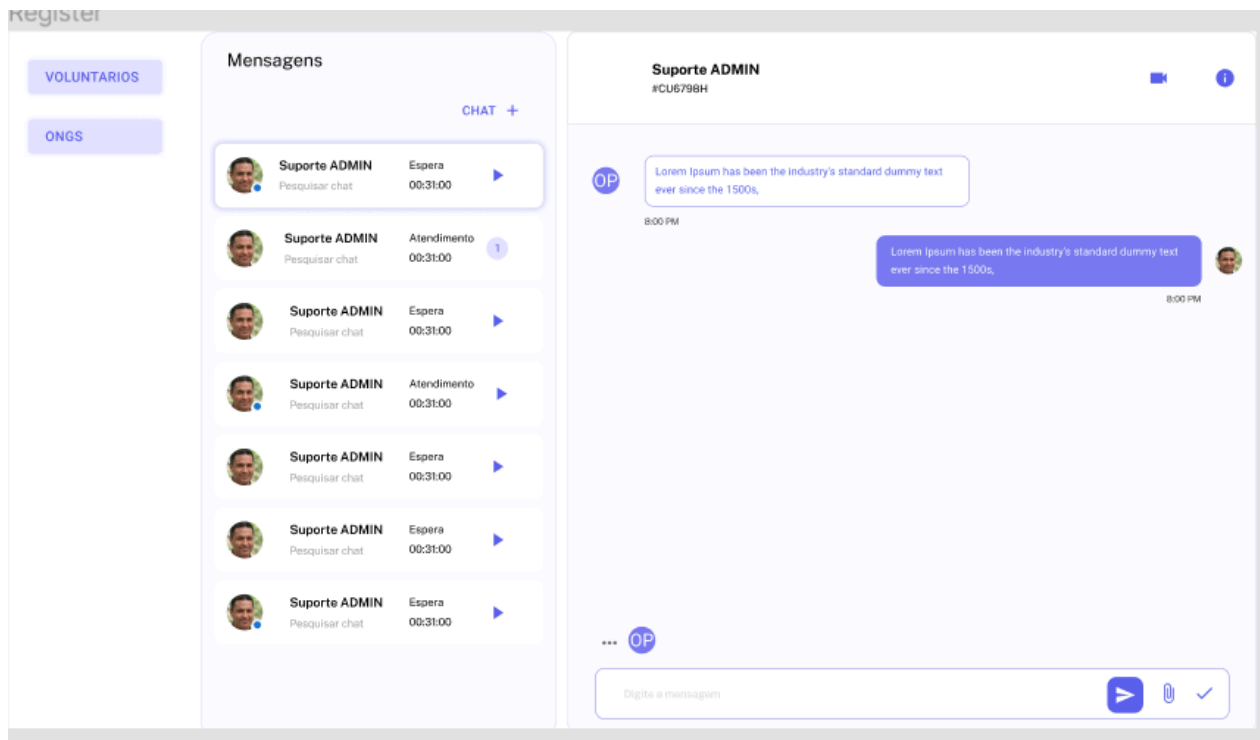 Register
VOLUNTARIOS
ONGS
Mensagens
CHAT +
Suporte ADMIN
Pesquisar chat
Espera
00:31:00
Suporte ADMIN
Pesquisar chat
Atendimento
00:31:00
1
Suporte ADMIN
Pesquisar chat
Espera
00:31:00
Suporte ADMIN
Pesquisar chat
Atendimento
00:31:00
Suporte ADMIN
Pesquisar chat
Espera
00:31:00
Suporte ADMIN
Pesquisar chat
Espera
00:31:00
Suporte ADMIN
Pesquisar chat
Espera
00:31:00
Suporte ADMIN
#CU6798H
OP
Lorem Ipsum has been the industry's standard dummy text
ever since the 1500s,
8:00 PM
Lorem Ipsum has been the industry's standard dummy text
ever since the 1500s,
8:00 PM
... OP
Digite a mensagem